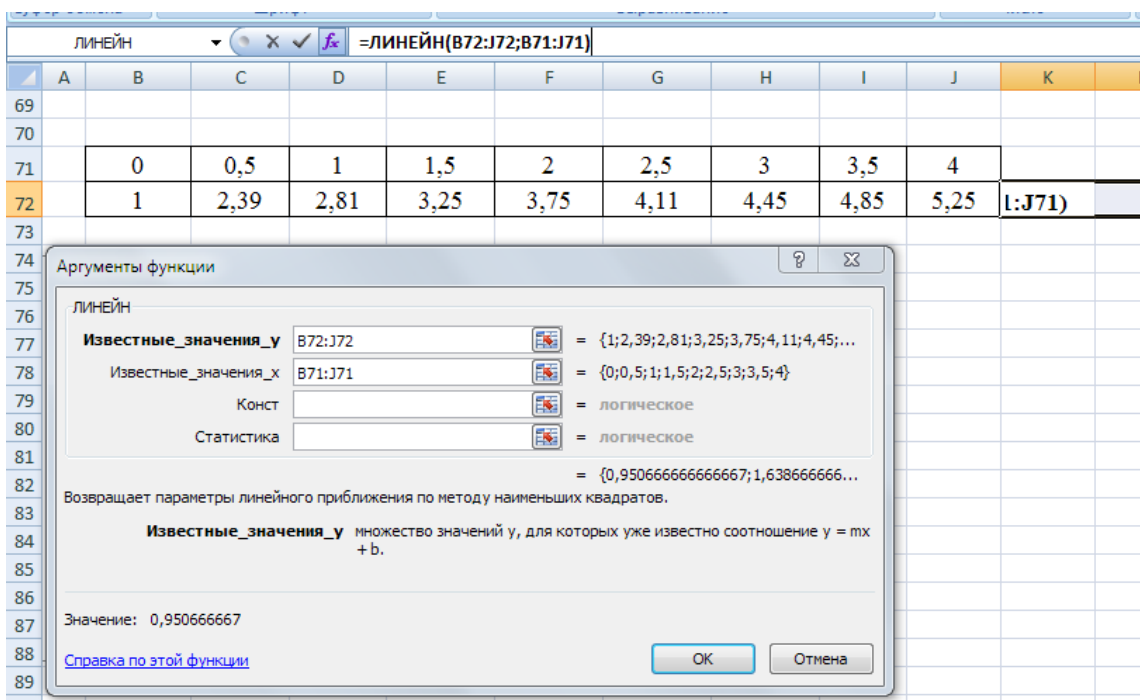 ЛИНЕЙН =ЛИНЕЙН(B72:J72;B71:J71)
A B C D E F G H I J K
69
70
71 0 0,5 1 1,5 2 2,5 3 3,5 4
72 1 2,39 2,81 3,25 3,75 4,11 4,45 4,85 5,25 1:J71)
73
74 Аргументы функции
75
76 ЛИНЕЙН
77 Известные_значения_y B72:J72 = {1;2,39;2,81;3,25;3,75;4,11;4,45;...
78 Известные_значения_x B71:J71 = {0;0,5;1;1,5;2;2,5;3;3,5;4}
79 Конст = логическое
80 Статистика = логическое
81
82 = {0,950666666666667;1,638666666...
Возвращает параметры линейного приближения по методу наименьших квадратов.
83
84 Известные_значения_y множество значений y, для которых уже известно соотношение y = mx
+ b.
85
86
87 Значение: 0,950666667
88 Справка по этой функции OK Отмена
89